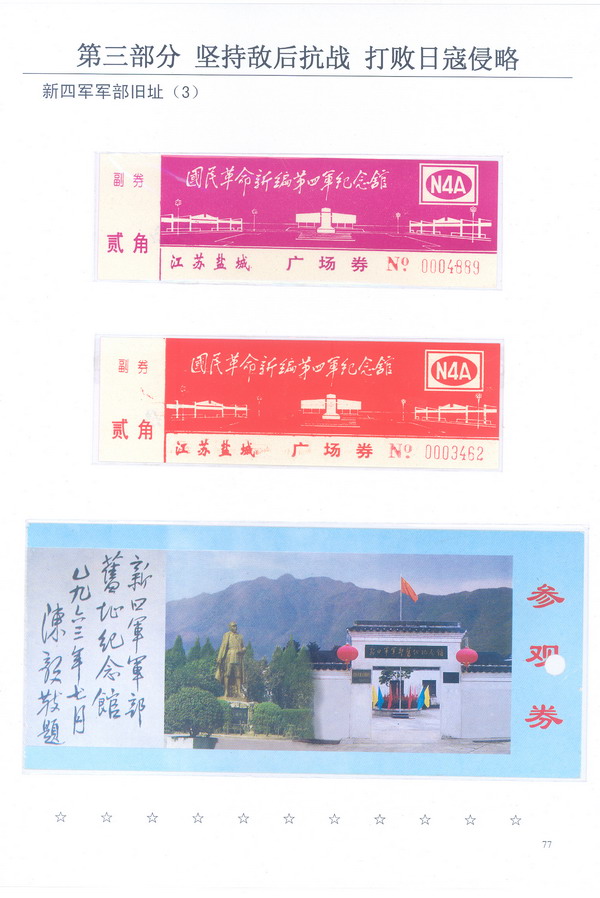 第三部分 坚持敌后抗战 打败日寇侵略
新四军军部旧址（3）
副券
贰角
國民革命新编第四軍纪念館
N4A
江苏盐城 广场券 № 0004889
副券
贰角
國民革命新编第四軍纪念館
N4A
江苏盐城 广场券 № 0003462
新四軍軍部
舊址紀念館
一九六三年七月
陳毅敬題
参观券
77